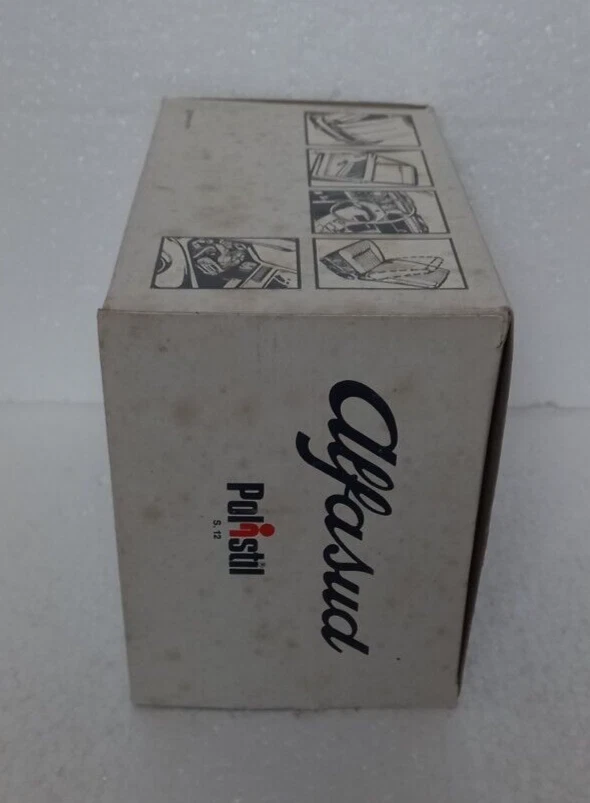 Alfasud
Polistil
S. 12